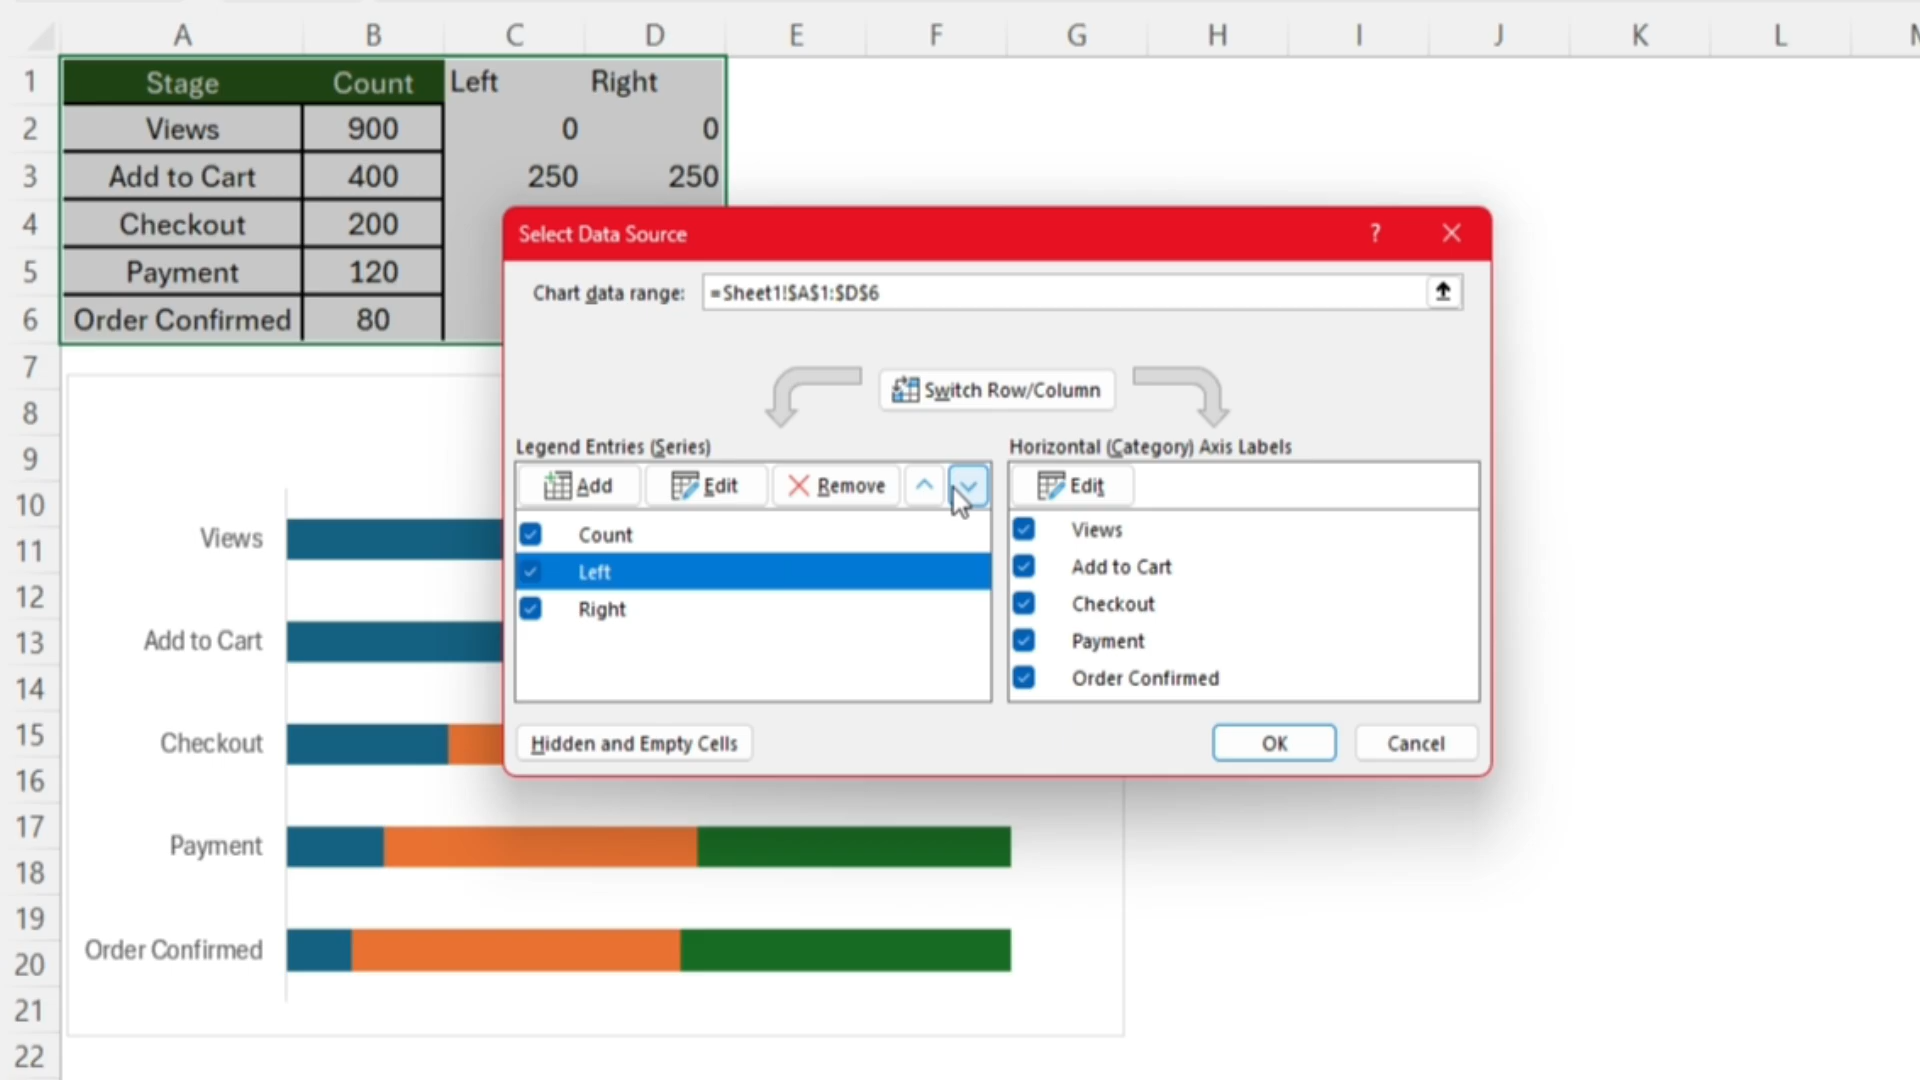 A B C D E F G H I J K L
1 Stage Count Left Right
2 Views 900 0 0
3 Add to Cart 400 250 250
4 Checkout 200
5 Payment 120
6 Order Confirmed 80
7
8
9
10
11
12
13
14
15
16
17
18
19
20
21
22
Select Data Source ?
Chart data range: =Sheet1!$A$1:$D$6
Switch Row/Column
Legend Entries (Series)
Add Edit Remove
Count
Left
Right
Horizontal (Category) Axis Labels
Edit
Views
Add to Cart
Checkout
Payment
Order Confirmed
Hidden and Empty Cells OK Cancel
Views
Add to Cart
Checkout
Payment
Order Confirmed